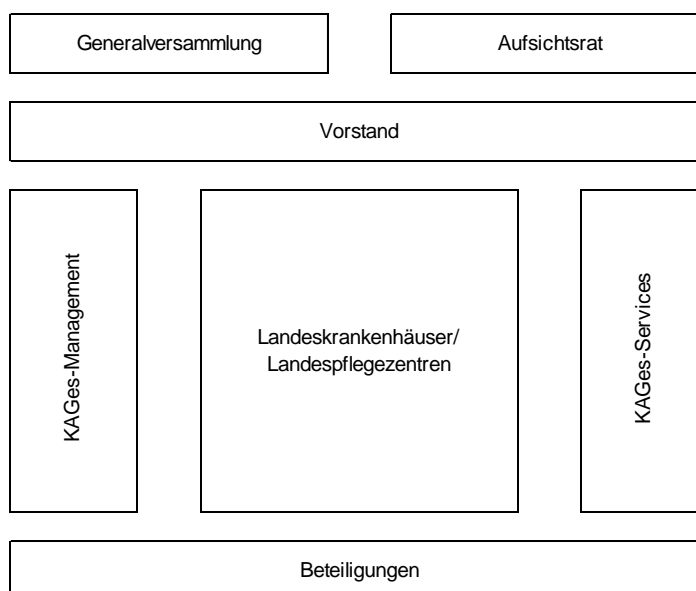 Generalversammlung
Aufsichtsrat
Vorstand
KAGes-Management
Landeskrankenhäuser/
Landespflegezentren
KAGes-Services
Beteiligungen